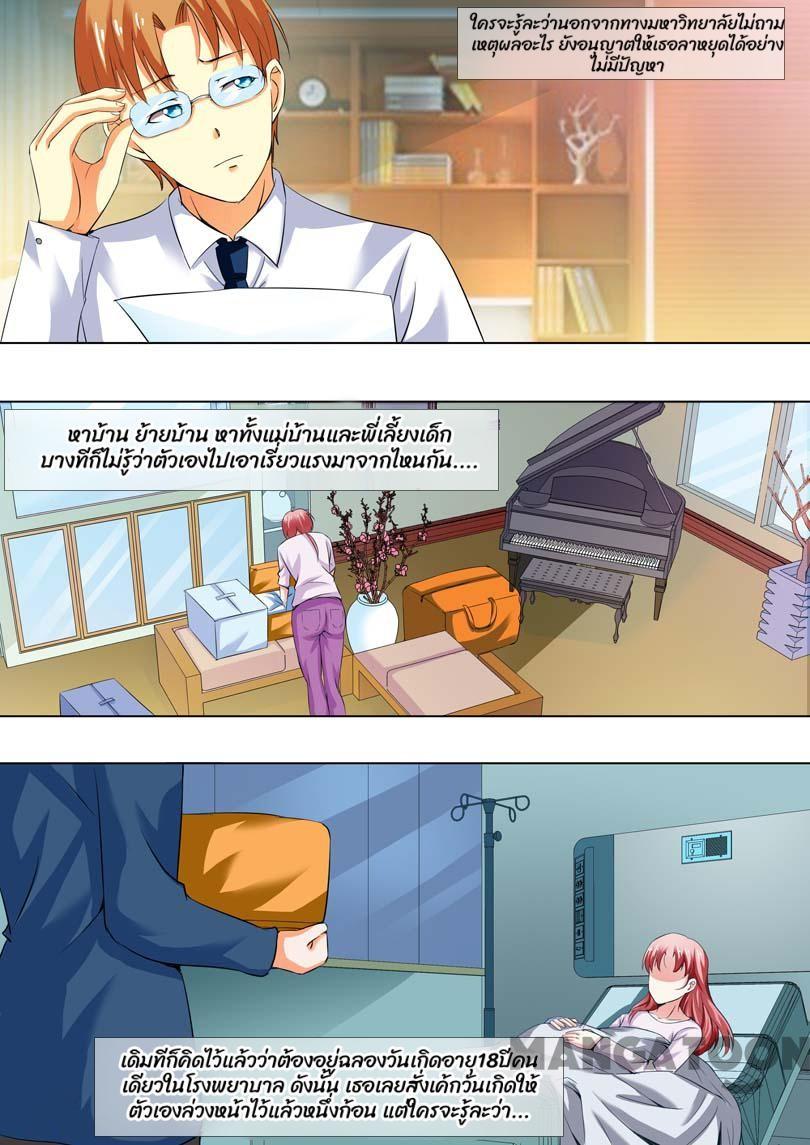 ใครจะรู้ละว่านอกจากทางมหาวิทยาลัยไม่ถาม
เหตุผลอะไร ยังอนุญาตให้เธอลาหยุดได้อย่าง
ไม่มีปัญหา
หาบ้าน ย้ายบ้าน หาทั้งแม่บ้านและพี่เลี้ยงเด็ก
บางทีก็ไม่รู้ว่าตัวเองไปเอาเรี่ยวแรงมาจากไหนกัน....
เดิมทีก็คิดไว้แล้วว่าต้องอยู่ฉลองวันเกิดอายุ18ปีคน
เดียวในโรงพยาบาล ดังนั้น เธอเลยสั่งเค้กวันเกิดให้
ตัวเองล่วงหน้าไว้แล้วหนึ่งก้อน แต่ใครจะรู้ละว่า...
MANGATOON